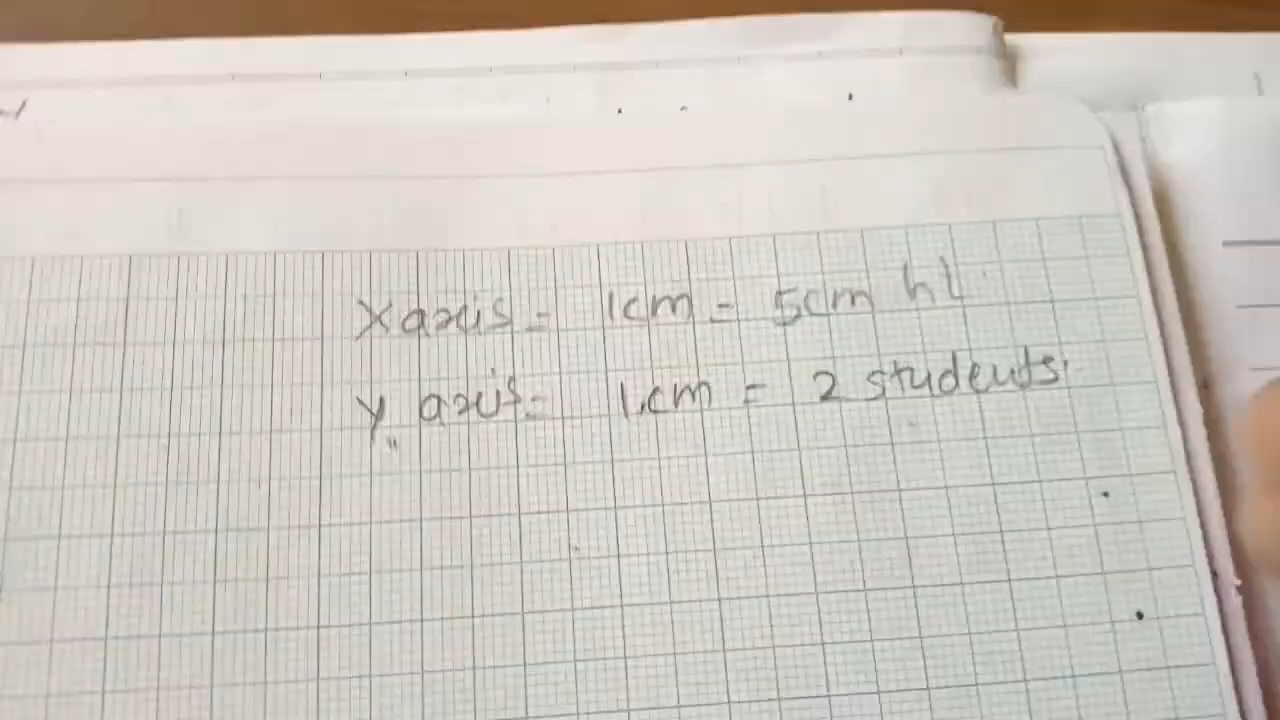 X axis = 1cm = 5cm ht
Y axis = 1cm = 2 students